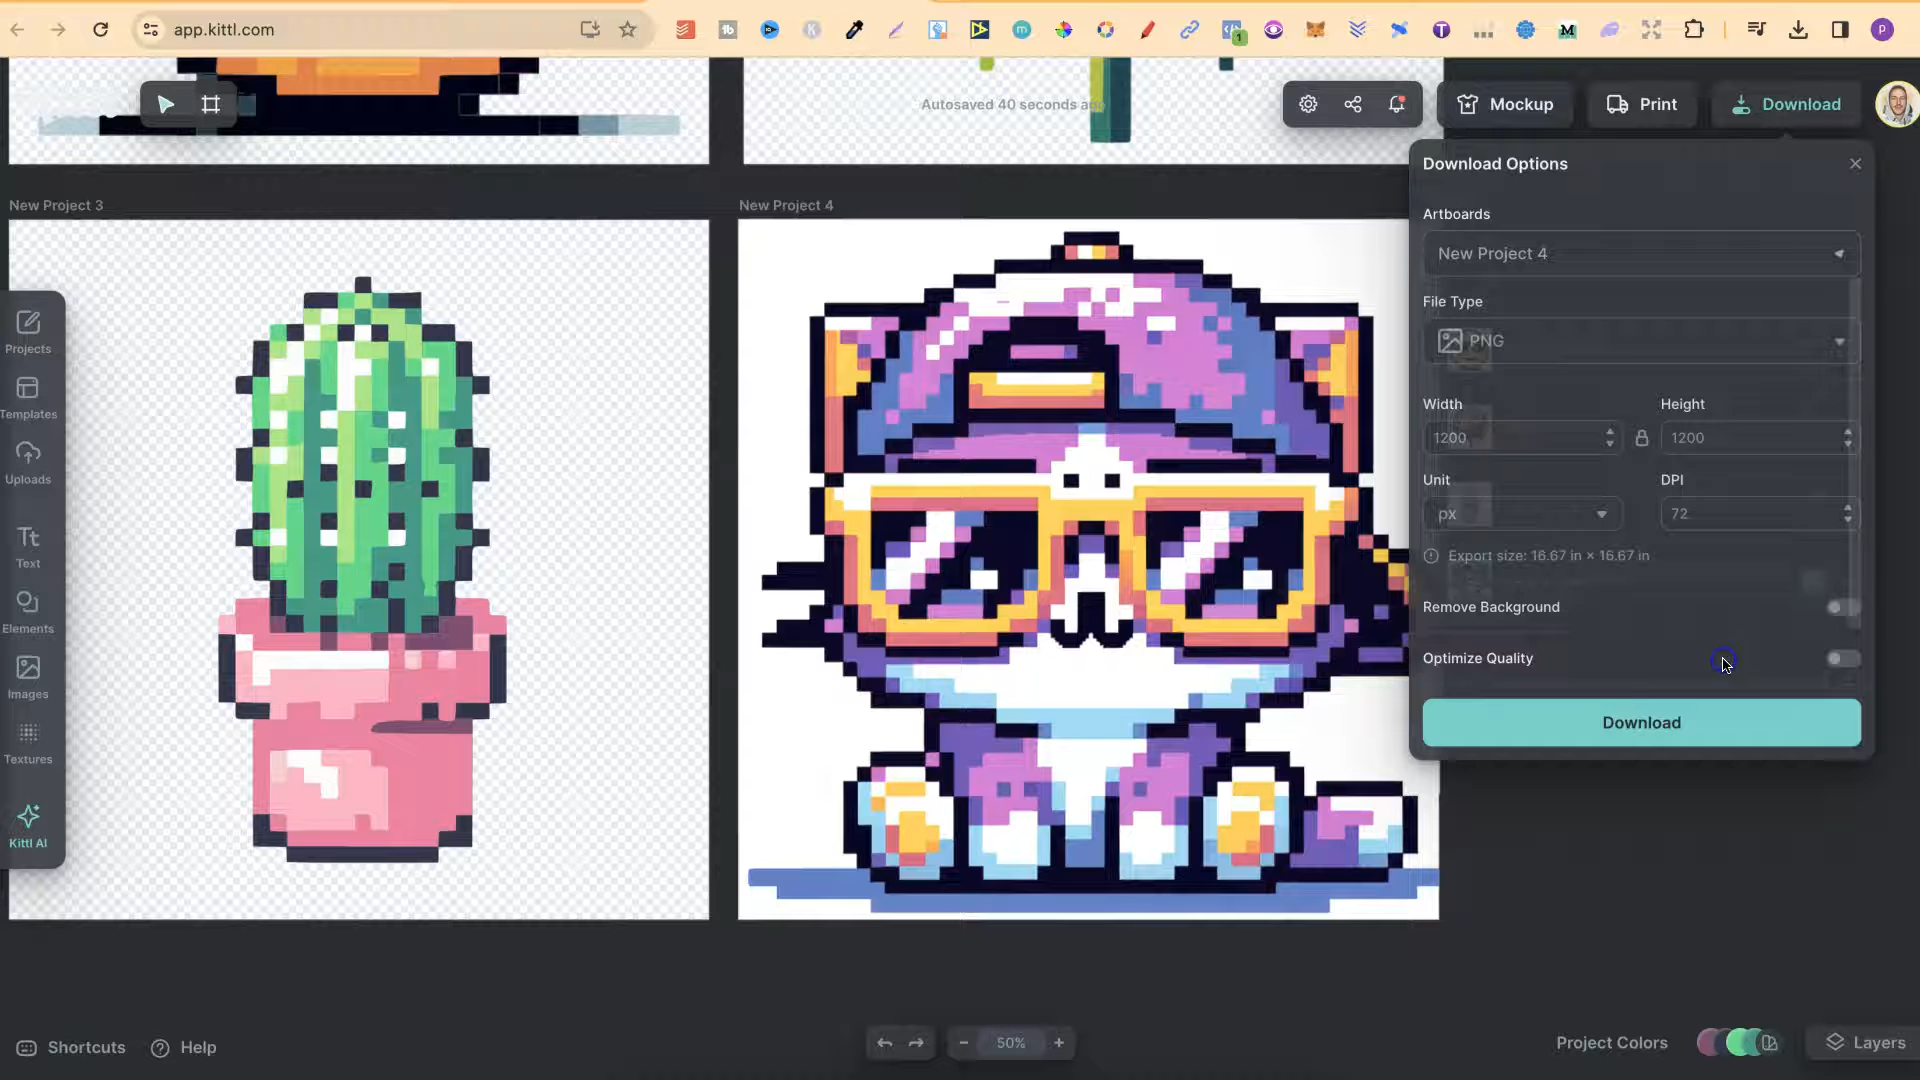 app.kittl.com
1
P
Autosaved 40 seconds
Mockup
Print
Download
Download Options
Artboards
New Project 4
File Type
PNG
Width
Height
1200
1200
Unit
DPI
px
72
Export size: 16.67 in × 16.67 in
Remove Background
Optimize Quality
Download
New Project 3
New Project 4
Projects
Templates
Uploads
Tt
Text
Elements
Images
Textures
Kittl AI
Shortcuts
Help
50%
Project Colors
Layers